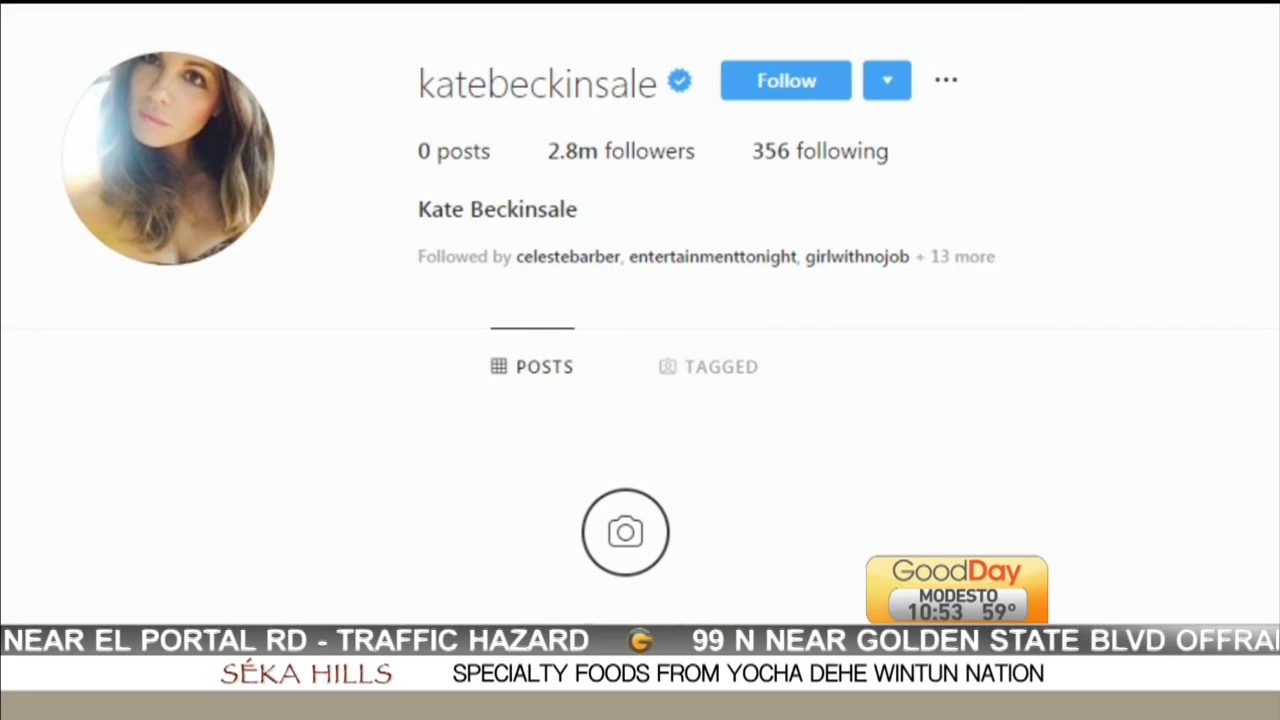 katebeckinsale Follow
0 posts 2.8m followers 356 following
Kate Beckinsale
Followed by celestebarber, entertainmenttonight, girlwithnojob + 13 more
POSTS TAGGED
GoodDay
MODESTO
10:53 59°
NEAR EL PORTAL RD - TRAFFIC HAZARD G 99 N NEAR GOLDEN STATE BLVD OFFRA
SÉKA HILLS SPECIALTY FOODS FROM YOCHA DEHE WINTUN NATION